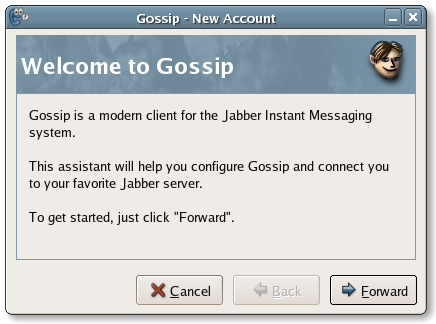 Gossip - New Account
Welcome to Gossip
Gossip is a modern client for the Jabber Instant Messaging
system.
This assistant will help you configure Gossip and connect you
to your favorite Jabber server.
To get started, just click "Forward".
Cancel
Back
Forward